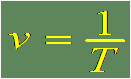 ν = 1/T